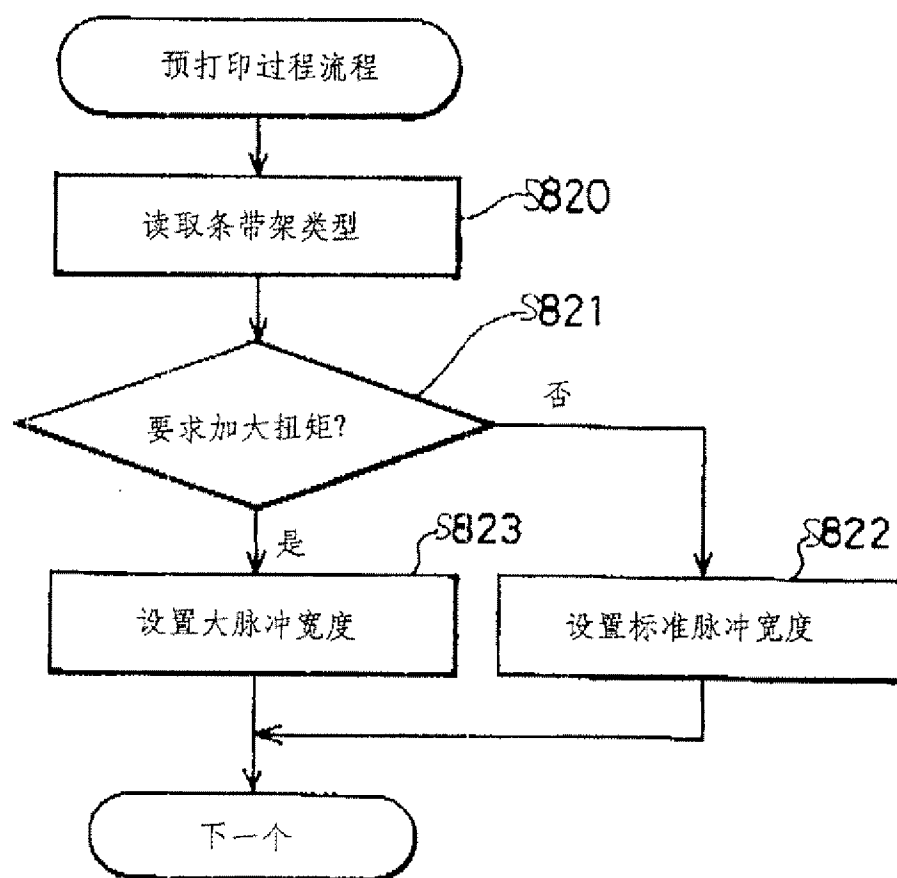 预打印过程流程
S820
读取条带架类型
S821
要求加大扭矩?
否
是
S823
设置大脉冲宽度
S822
设置标准脉冲宽度
下一个